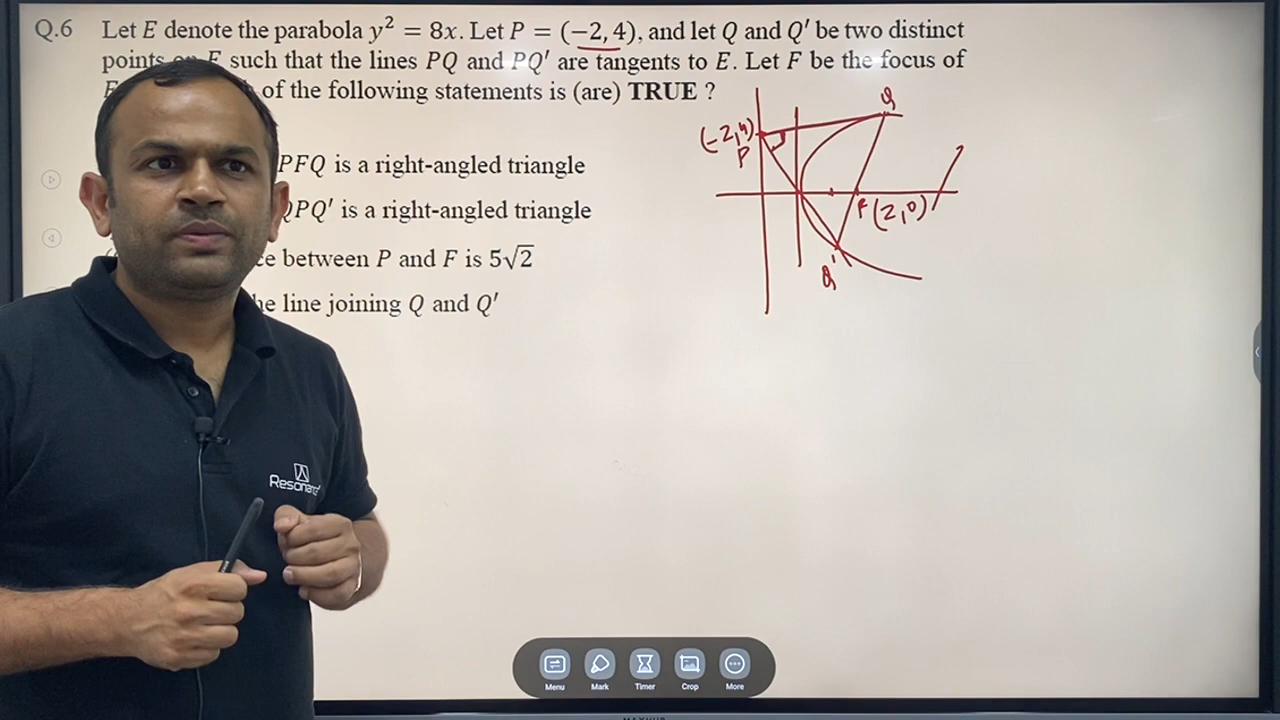 Q.6 Let E denote the parabola y² = 8x. Let P = (−2, 4), and let Q and Q′ be two distinct
points E such that the lines PQ and PQ′ are tangents to E. Let F be the focus of
of the following statements is (are) TRUE ?
PFQ is a right-angled triangle
QPQ′ is a right-angled triangle
between P and F is 5√2
line joining Q and Q′
(-2,4)
P
Q
F (2,0)
Q'
Resonance
Menu Mark Timer Crop More